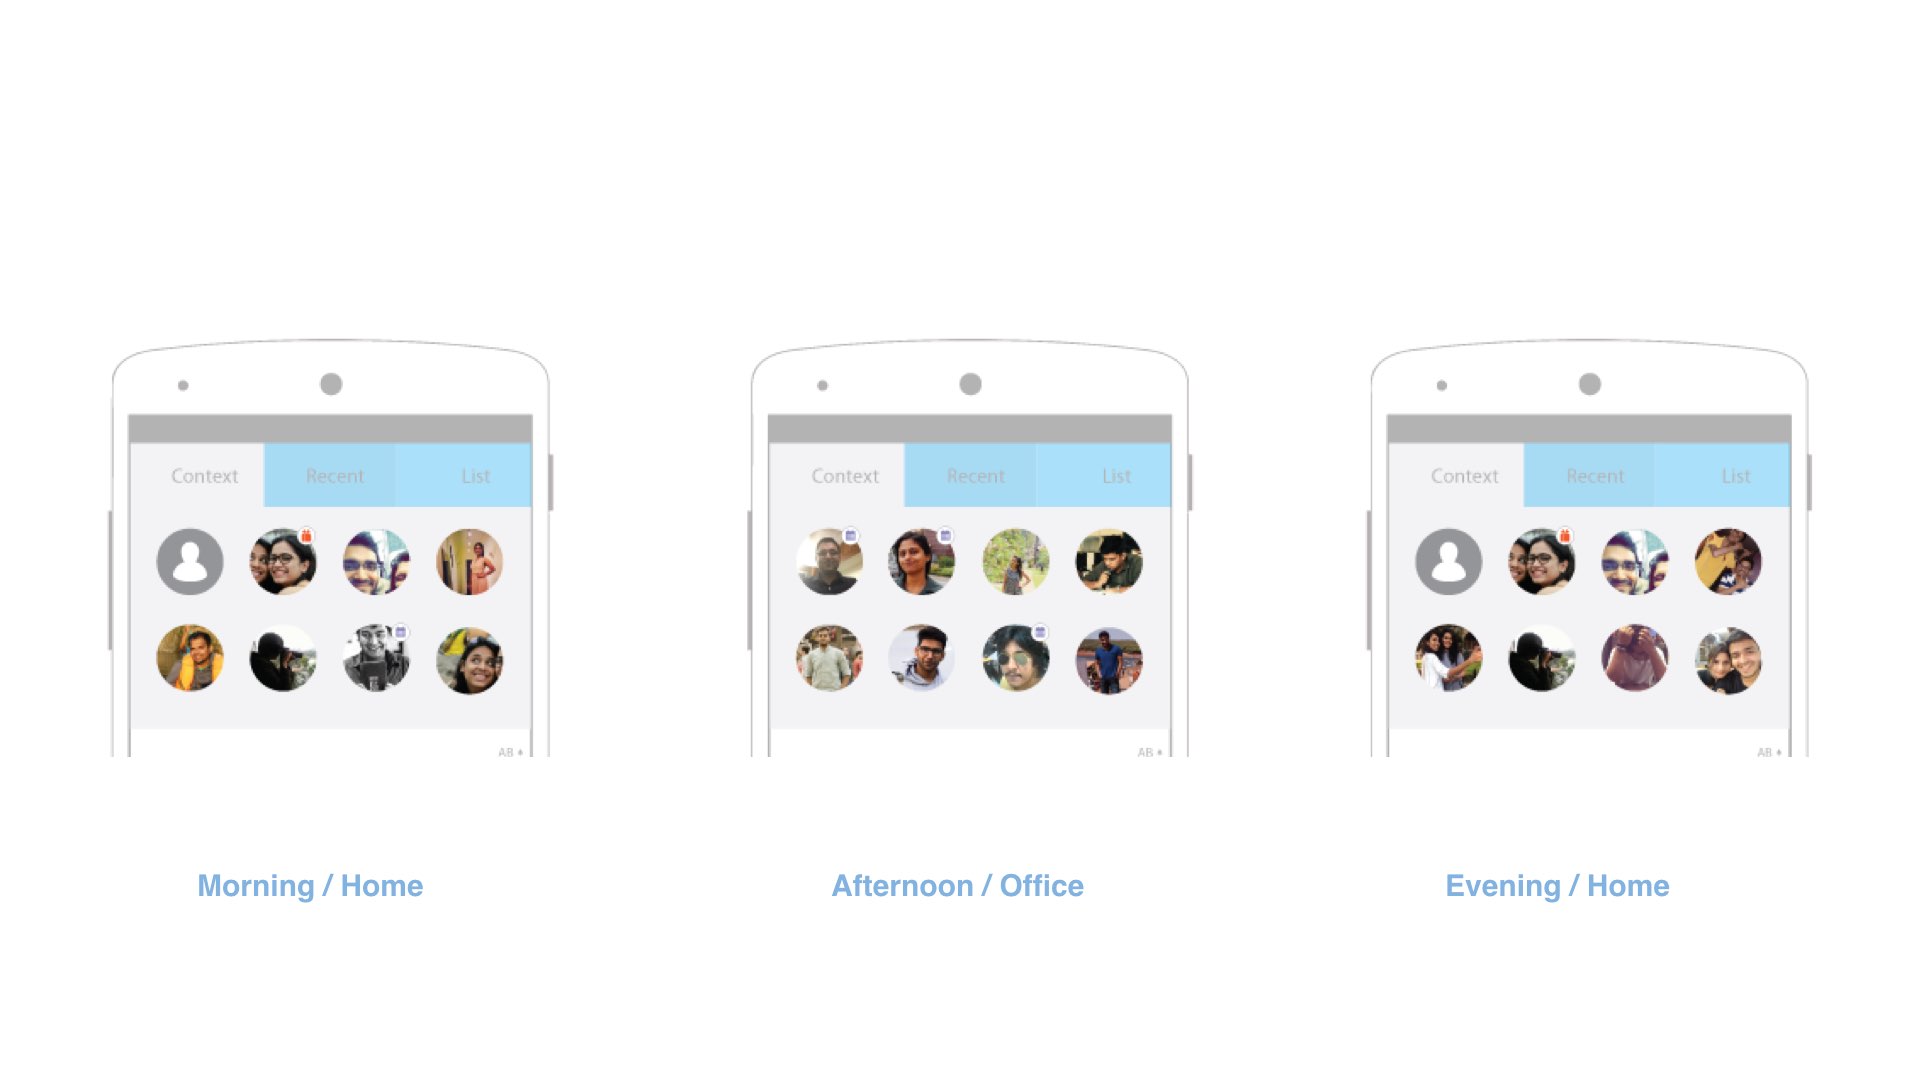 Context Recent List
AB
Morning / Home
Context Recent List
AB
Afternoon / Office
Context Recent List
AB
Evening / Home